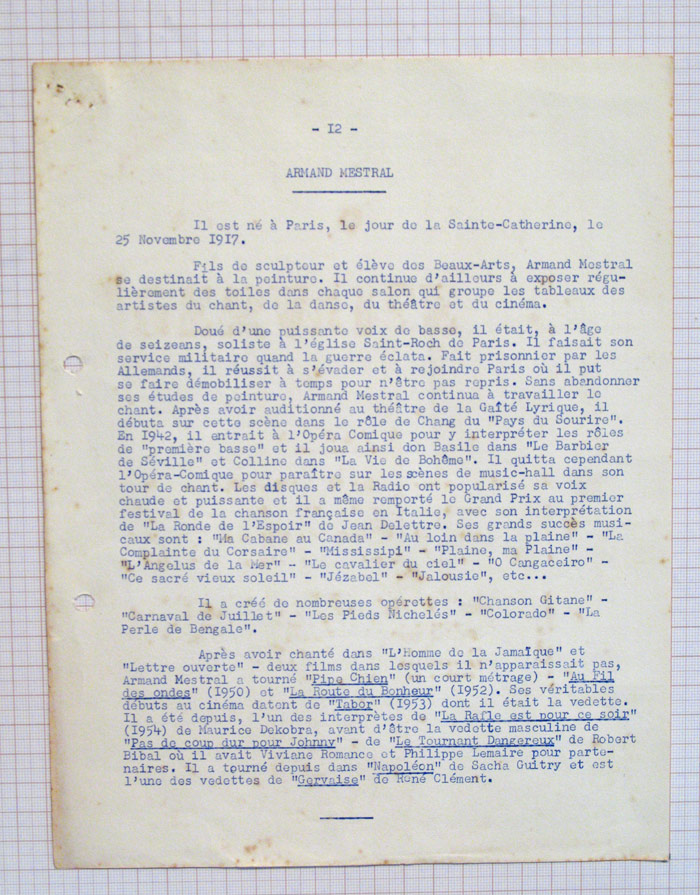 - I2 -
ARMAND MESTRAL
Il est né à Paris, le jour de la Sainte-Catherine, le
25 Novembre I9I7.
Fils de sculpteur et élève des Beaux-Arts, Armand Mestral
se destinait à la peinture. Il continue d'ailleurs à exposer régu-
lièrement des toiles dans chaque salon qui groupe les tableaux des
artistes du chant, de la danse, du théâtre et du cinéma.
Doué d'une puissante voix de basse, il était, à l'âge
de seizeans, soliste à l'église Saint-Roch de Paris. Il faisait son
service militaire quand la guerre éclata. Fait prisonnier par les
Allemands, il réussit à s'évader et à rejoindre Paris où il put
se faire démobiliser à temps pour n'être pas repris. Sans abandonner
ses études de peinture, Armand Mestral continua à travailler le
chant. Après avoir auditionné au théâtre de la Gaîté Lyrique, il
débuta sur cette scène dans le rôle de Chang du "Pays du Sourire".
En I942, il entrait à l'Opéra Comique pour y interpréter les rôles
de "première basse" et il joua ainsi don Basile dans "Le Barbier
de Séville" et Colline dans "La Vie de Bohême". Il quitta cependant
l'Opéra-Comique pour paraître sur les scènes de music-hall dans son
tour de chant. Les disques et la Radio ont popularisé sa voix
chaude et puissante et il a même remporté le Grand Prix au premier
festival de la chanson française en Italie, avec son interprétation
de "La Ronde de l'Espoir" de Jean Delettre. Ses grands succès musi-
caux sont : "Ma Cabane au Canada" - "Au loin dans la plaine" - "La
Complainte du Corsaire" - "Mississipi" - "Plaine, ma Plaine" -
"L'Angelus de la Mer" - "Le cavalier du ciel" - "O Cangaceiro" -
"Ce sacré vieux soleil" - "Jézabel" - "Jalousie", etc...
Il a créé de nombreuses opérettes : "Chanson Gitane" -
"Carnaval de Juillet" - "Les Pieds Nichelés" - "Colorado" - "La
Perle de Bengale".
Après avoir chanté dans "L'Homme de la Jamaïque" et
"Lettre ouverte" - deux films dans lesquels il n'apparaissait pas,
Armand Mestral a tourné "Pipe Chien" (un court métrage) - "Au Fil
des ondes" (I950) et "La Route du Bonheur" (I952). Ses véritables
débuts au cinéma datent de "Tabor" (I953) dont il était la vedette.
Il a été depuis, l'un des interprètes de "La Rafle est pour ce soir"
(I954) de Maurice Dekobra, avant d'être la vedette masculine de
"Pas de coup dur pour Johnny" - de "Le Tournant Dangereux" de Robert
Bibal où il avait Viviane Romance et Philippe Lemaire pour parte-
naires. Il a tourné depuis dans "Napoléon" de Sacha Guitry et est
l'une des vedettes de "Gervaise" de René Clément.